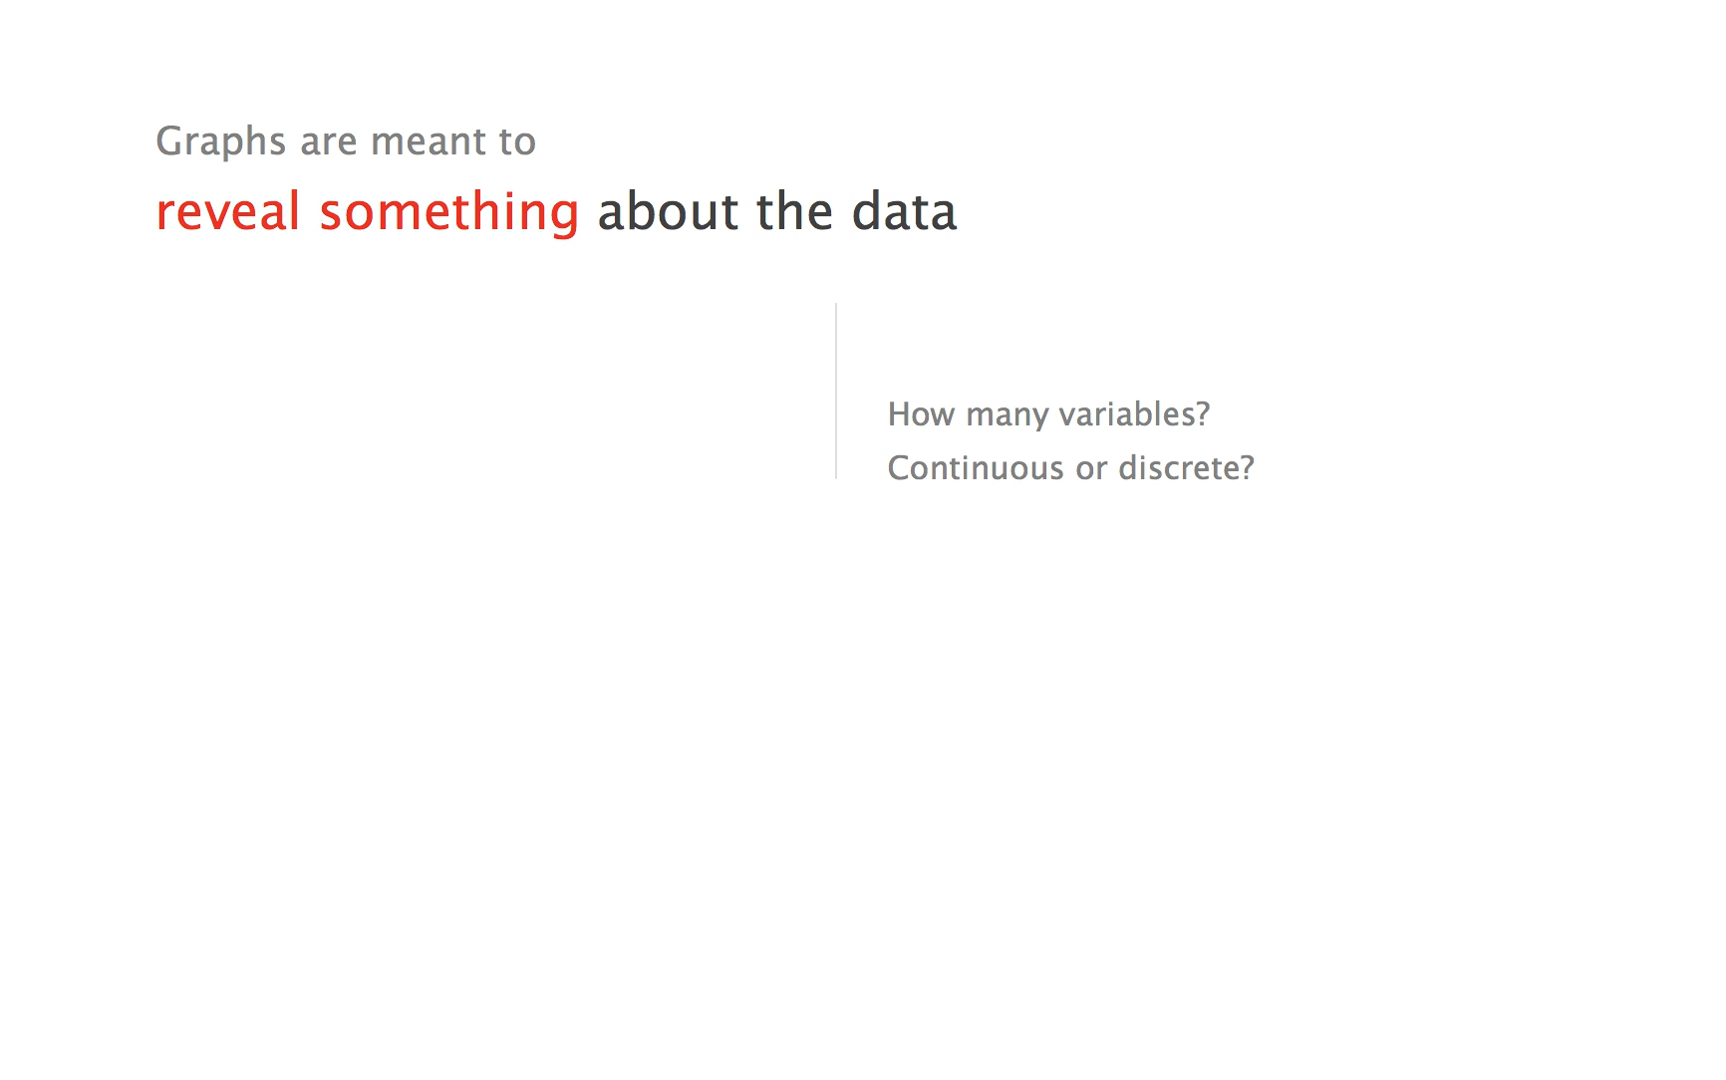 Graphs are meant to
reveal something about the data
How many variables?
Continuous or discrete?